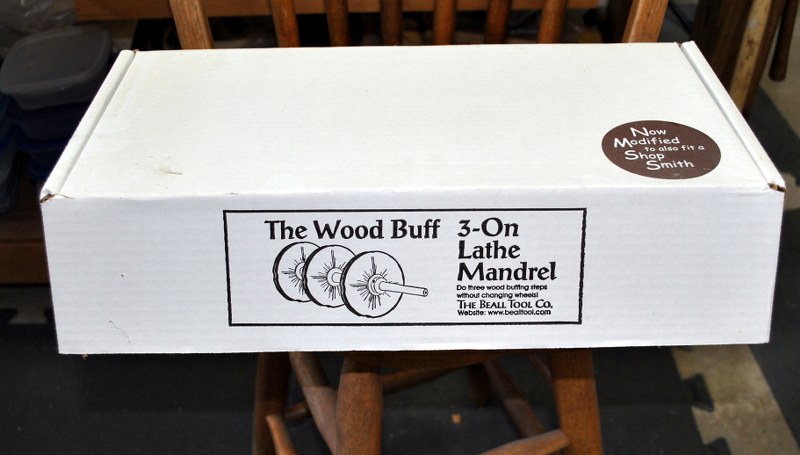 Now
Modified
to also fit a
Shop
Smith
The Wood Buff
3-On
Lathe
Mandrel
Do three wood buffing steps
without changing wheels!
The Beall Tool Co.
Website: www.bealltool.com